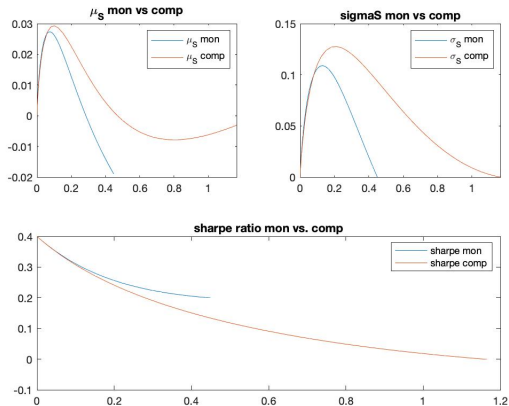 μS mon vs comp
0.03
0.02
0.01
0
-0.01
-0.02
0 0.2 0.4 0.6 0.8 1
μS mon
μS comp
sigmaS mon vs comp
0.15
0.1
0.05
0
0 0.2 0.4 0.6 0.8 1
σS mon
σS comp
sharpe ratio mon vs. comp
0.4
0.3
0.2
0.1
0
-0.1
0 0.2 0.4 0.6 0.8 1 1.2
sharpe mon
sharpe comp